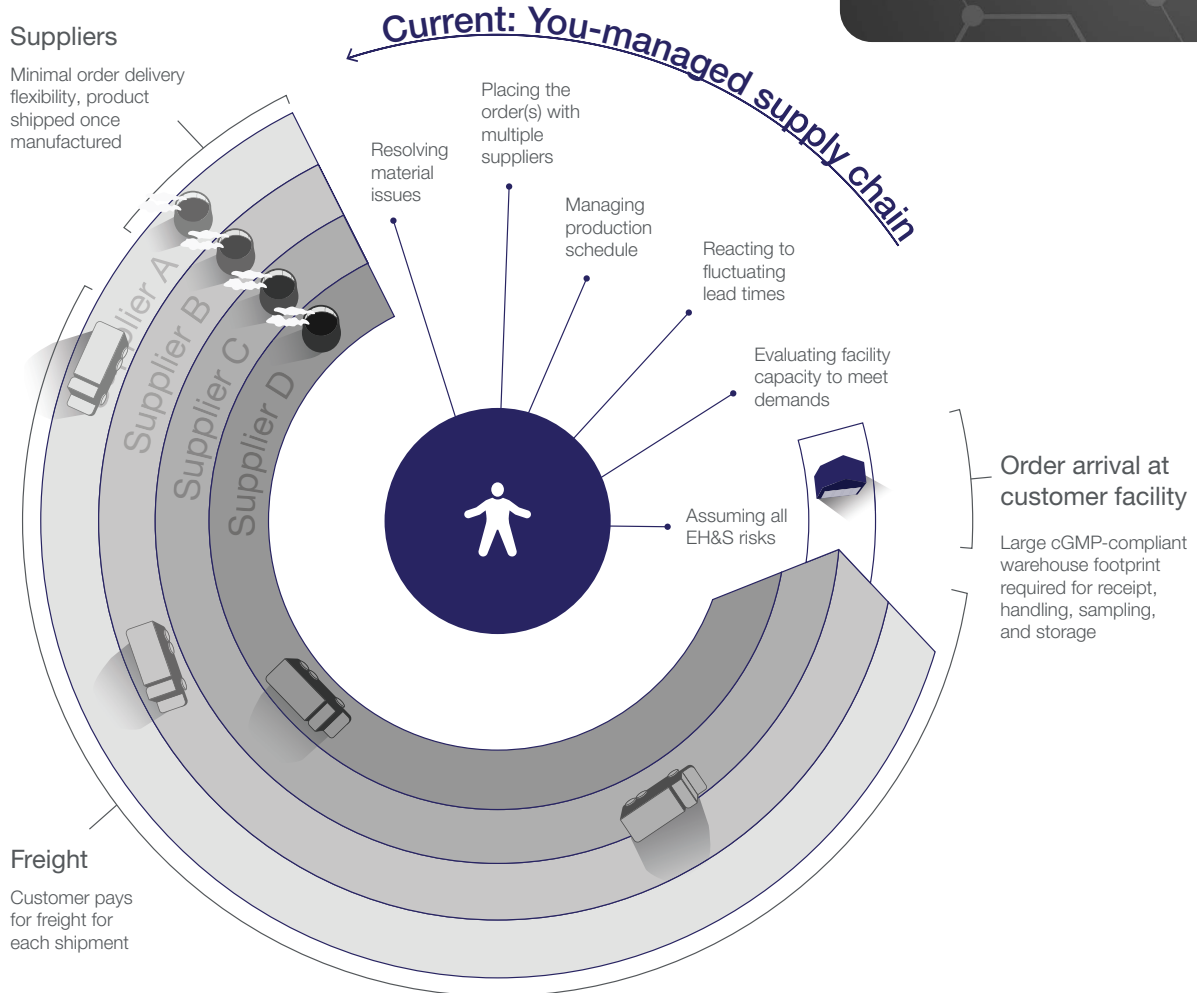 Current: You-managed supply chain
Suppliers
Minimal order delivery
flexibility, product
shipped once
manufactured
Resolving
material
issues
Placing the
order(s) with
multiple
suppliers
Managing
production
schedule
Reacting to
fluctuating
lead times
Evaluating facility
capacity to meet
demands
Assuming all
EH&S risks
plier A
Supplier B
Supplier C
Supplier D
Order arrival at
customer facility
Large cGMP-compliant
warehouse footprint
required for receipt,
handling, sampling,
and storage
Freight
Customer pays
for freight for
each shipment